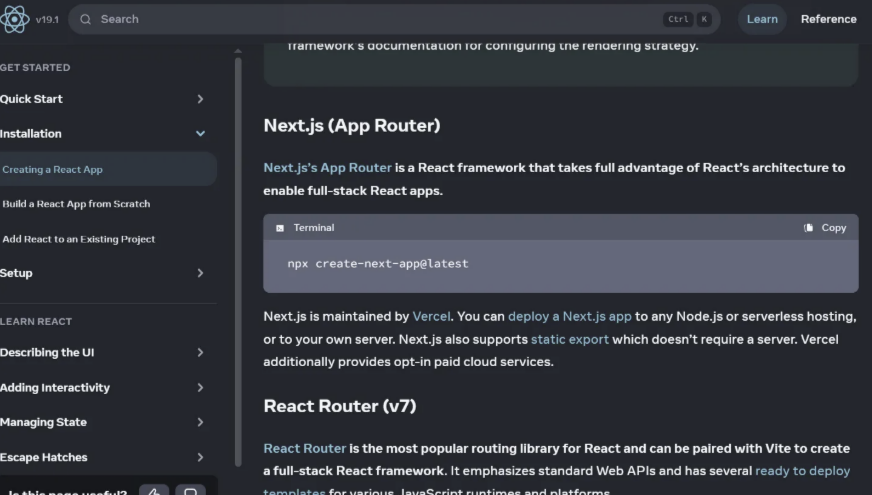 v19.1
Search
Ctrl K
Learn
Reference
GET STARTED
Quick Start
Installation
Creating a React App
Build a React App from Scratch
Add React to an Existing Project
Setup
LEARN REACT
Describing the UI
Adding Interactivity
Managing State
Escape Hatches
Is this page useful?
framework's documentation for configuring the rendering strategy.
Next.js (App Router)
Next.js's App Router is a React framework that takes full advantage of React's architecture to
enable full-stack React apps.
Terminal
Copy
npx create-next-app@latest
Next.js is maintained by Vercel. You can deploy a Next.js app to any Node.js or serverless hosting,
or to your own server. Next.js also supports static export which doesn't require a server. Vercel
additionally provides opt-in paid cloud services.
React Router (v7)
React Router is the most popular routing library for React and can be paired with Vite to create
a full-stack React framework. It emphasizes standard Web APIs and has several ready to deploy
templates for various JavaScript runtimes and platforms.